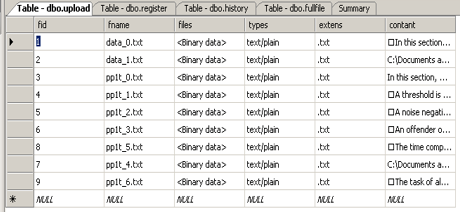 Table - dbo.upload Table - dbo.register Table - dbo.history Table - dbo.fullfile Summary
fid fname files types extens contant
1 data_0.txt <Binary data> text/plain .txt □In this section...
2 data_1.txt <Binary data> text/plain .txt C:\Documents a...
3 pp1t_0.txt <Binary data> text/plain .txt In this section, ...
4 pp1t_1.txt <Binary data> text/plain .txt □A threshold is ...
5 pp1t_2.txt <Binary data> text/plain .txt □A noise negati...
6 pp1t_3.txt <Binary data> text/plain .txt □An offender o...
8 pp1t_5.txt <Binary data> text/plain .txt □The time comp...
7 pp1t_4.txt <Binary data> text/plain .txt C:\Documents a...
9 pp1t_6.txt <Binary data> text/plain .txt □The task of al...
NULL NULL NULL NULL NULL NULL